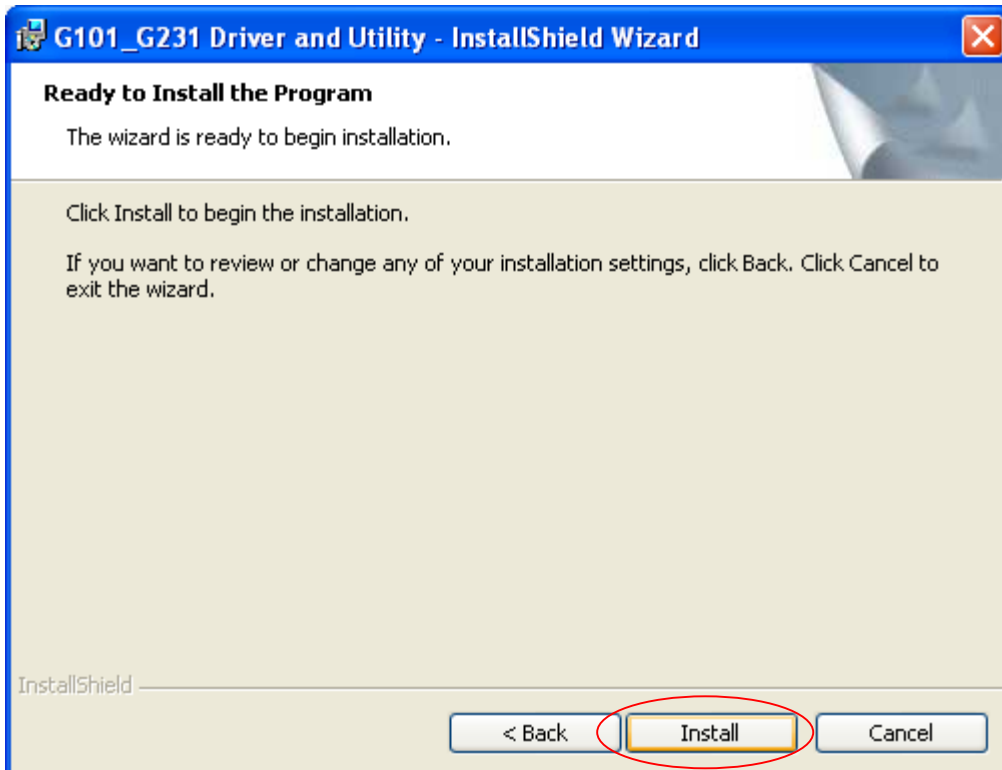 G101_G231 Driver and Utility - InstallShield Wizard
Ready to Install the Program
The wizard is ready to begin installation.
Click Install to begin the installation.
If you want to review or change any of your installation settings, click Back. Click Cancel to
exit the wizard.
InstallShield
< Back Install Cancel